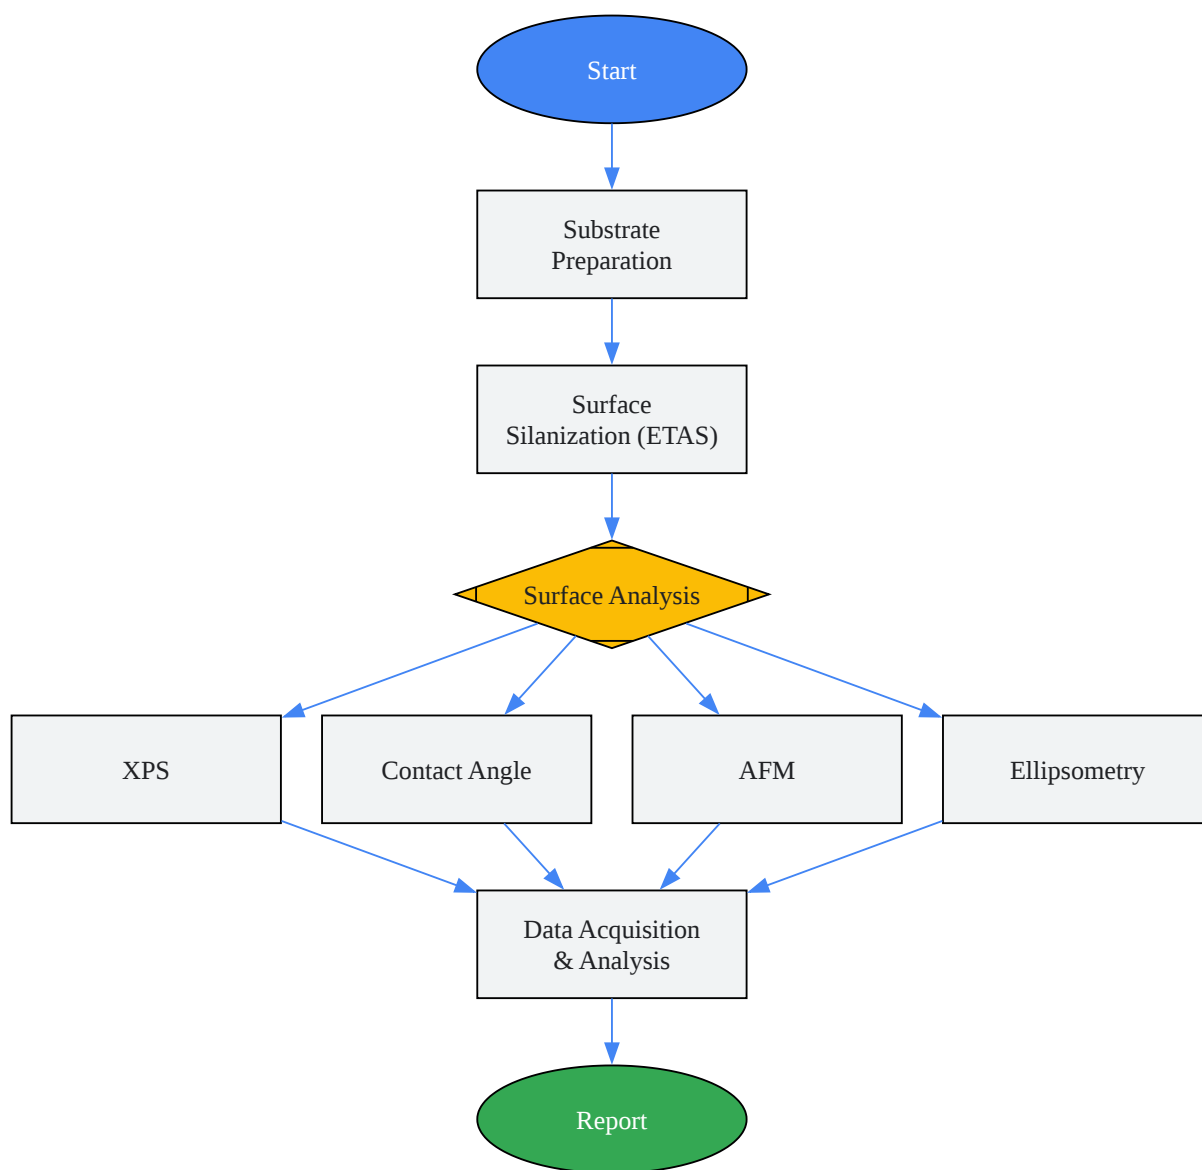 Start
Substrate
Preparation
Surface
Silanization (ETAS)
Surface Analysis
XPS
Contact Angle
AFM
Ellipsometry
Data Acquisition
& Analysis
Report